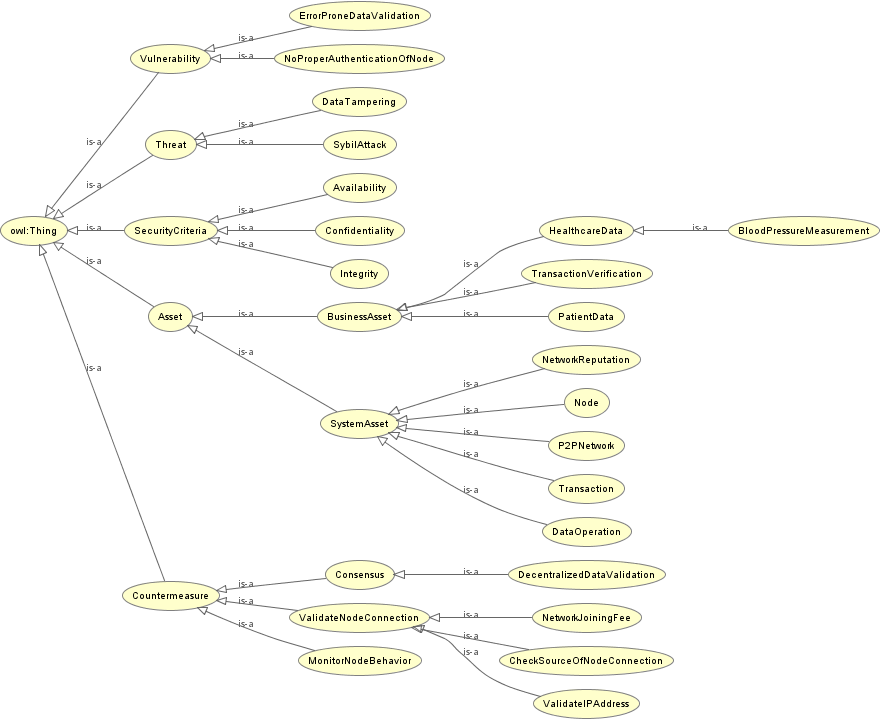 ErrorProneDataValidation
is-a
Vulnerability
is-a
NoProperAuthenticationOfNode
DataTampering
is-a
is-a
Threat
is-a
SybilAttack
is-a
Availability
is-a
owl:Thing
is-a
SecurityCriteria
is-a
Confidentiality
HealthcareData
is-a
BloodPressureMeasurement
is-a
is-a
Integrity
is-a
TransactionVerification
is-a
Asset
is-a
BusinessAsset
is-a
PatientData
is-a
NetworkReputation
is-a
is-a
Node
is-a
SystemAsset
is-a
P2PNetwork
is-a
Transaction
is-a
DataOperation
Consensus
is-a
DecentralizedDataValidation
is-a
Countermeasure
is-a
ValidateNodeConnection
is-a
NetworkJoiningFee
is-a
is-a
MonitorNodeBehavior
is-a
CheckSourceOfNodeConnection
ValidateIPAddress